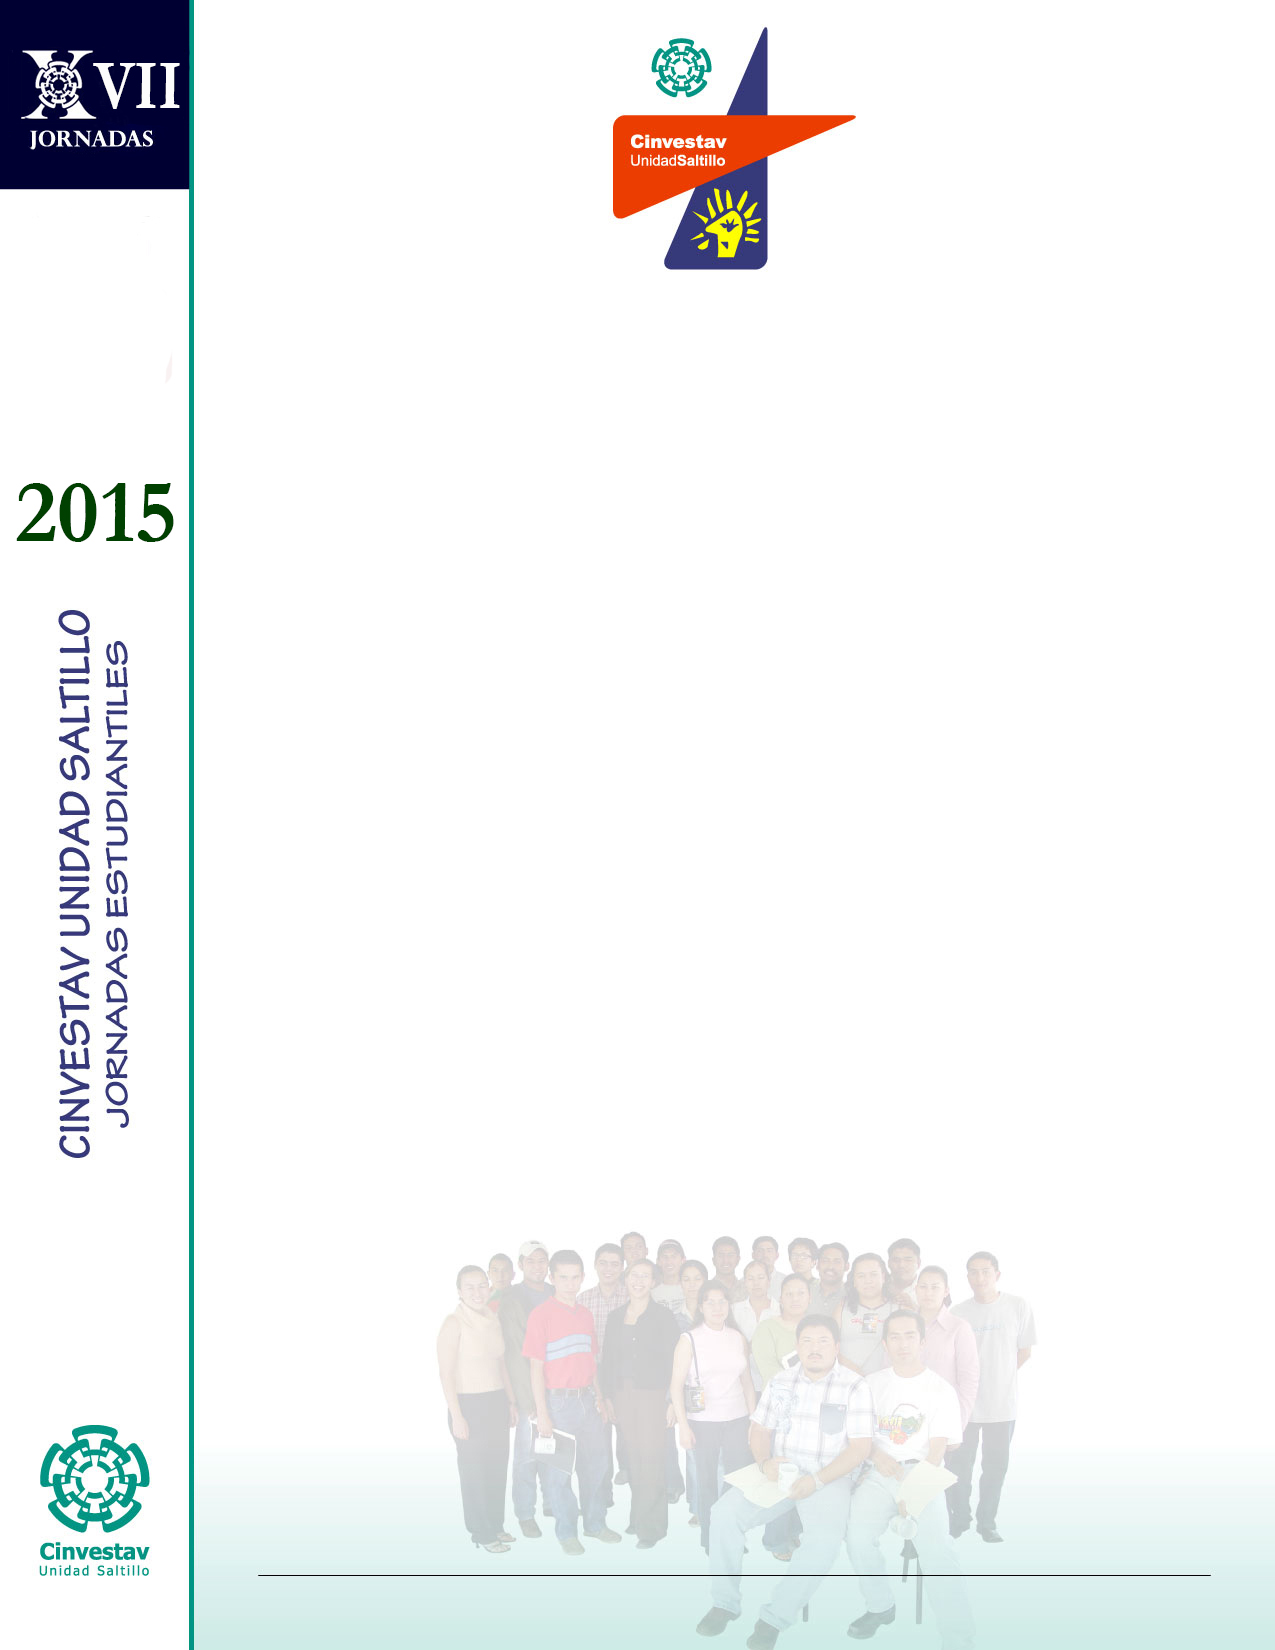 XVII
JORNADAS
Cinvestav
UnidadSaltillo
2015
CINVESTAV UNIDAD SALTILLO
JORNADAS ESTUDIANTILES
Cinvestav
Unidad Saltillo